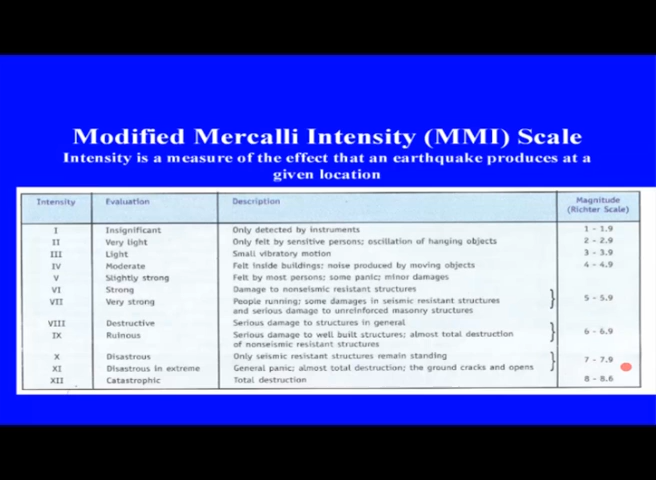 Modified Mercalli Intensity (MMI) Scale
Intensity is a measure of the effect that an earthquake produces at a
given location
Intensity Evaluation Description Magnitude
(Richter Scale)
I Insignificant Only detected by instruments 1 - 1.9
II Very light Only felt by sensitive persons; oscillation of hanging objects 2 - 2.9
III Light Small vibratory motion 3 - 3.9
IV Moderate Felt inside buildings; noise produced by moving objects 4 - 4.9
V Slightly strong Felt by most persons; some panic; minor damages
VI Strong Damage to nonseismic resistant structures
VII Very strong People running; some damages in seismic resistant structures 5 - 5.9
and serious damage to unreinforced masonry structures
VIII Destructive Serious damage to structures in general
IX Ruinous Serious damage to well built structures; almost total destruction 6 - 6.9
of nonseismic resistant structures
X Disastrous Only seismic resistant structures remain standing 7 - 7.9
XI Disastrous in extreme General panic; almost total destruction; the ground cracks and opens
XII Catastrophic Total destruction 8 - 8.6